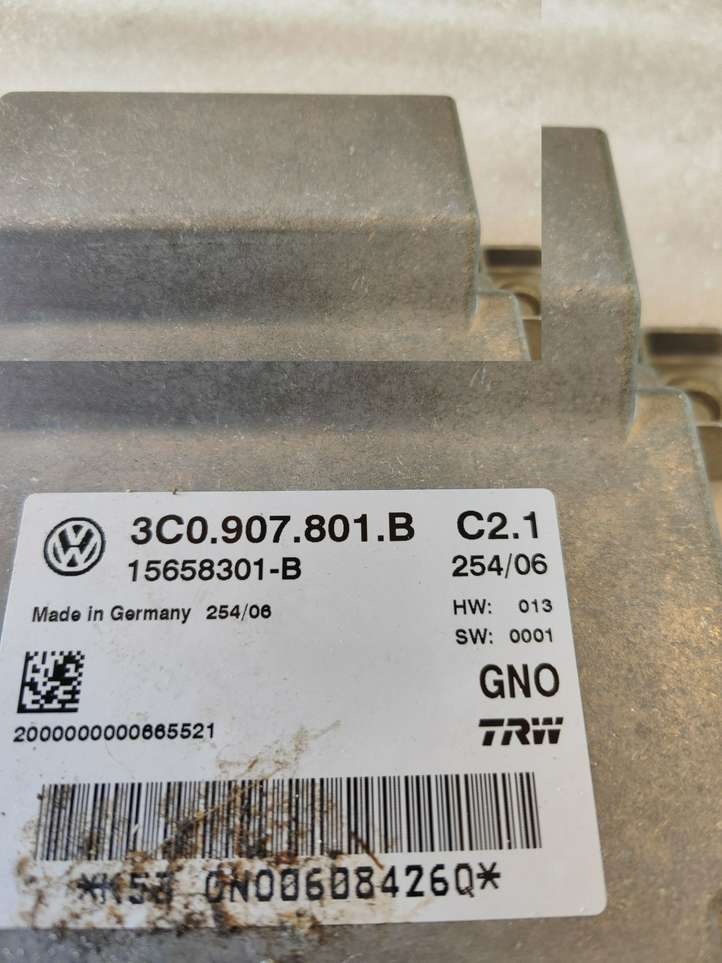 3C0.907.801.B C2.1
15658301-B 254/06
Made in Germany 254/06 HW: 013
SW: 0001
GNO
2000000000665521 TRW
0N006084260*